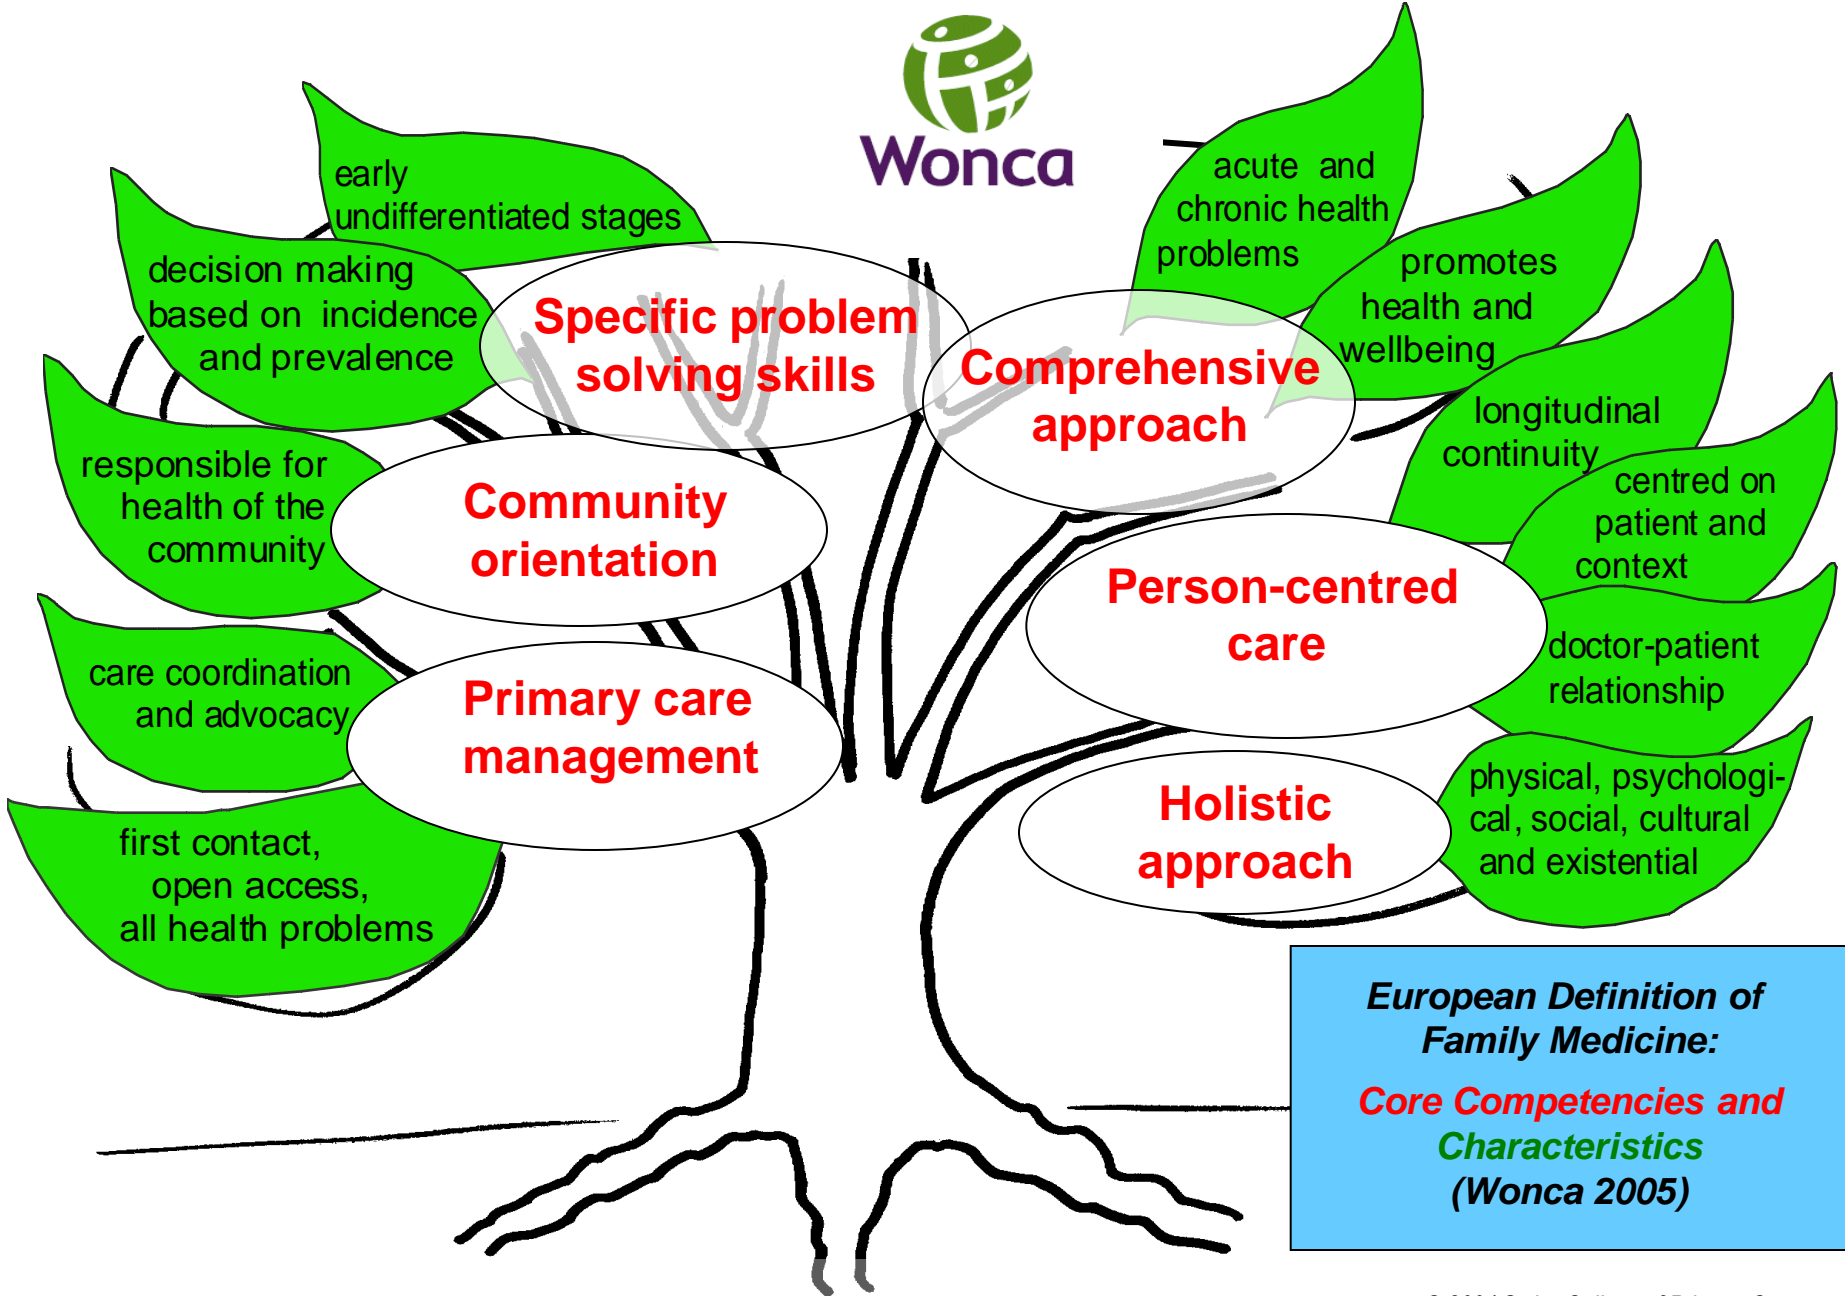 Wonca
early
undifferentiated stages
decision making
based on incidence
and prevalence
responsible for
health of the
community
care coordination
and advocacy
first contact,
open access,
all health problems
Specific problem
solving skills
Community
orientation
Primary care
management
Comprehensive
approach
Person-centred
care
Holistic
approach
acute and
chronic health
problems
promotes
health and
wellbeing
longitudinal
continuity
centred on
patient and
context
doctor-patient
relationship
physical, psychologi-
cal, social, cultural
and existential
European Definition of
Family Medicine:
Core Competencies and
Characteristics
(Wonca 2005)